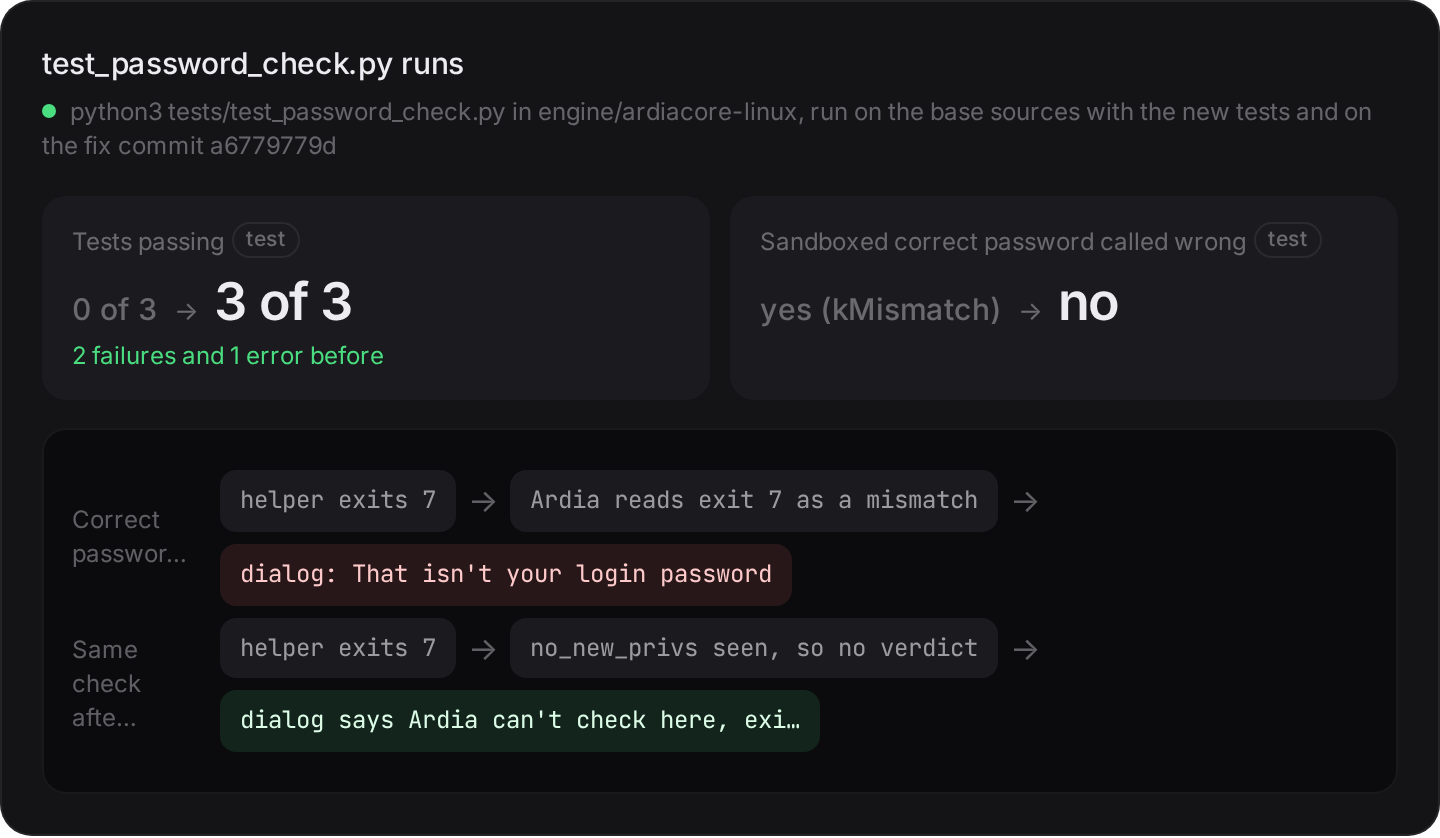 test_password_check.py runs
python3 tests/test_password_check.py in engine/ardiacore-linux, run on the base sources with the new tests and on
the fix commit a6779779d
Tests passing test
0 of 3 → 3 of 3
2 failures and 1 error before
Sandboxed correct password called wrong test
yes (kMismatch) → no
Correct
passwor…
helper exits 7 → Ardia reads exit 7 as a mismatch →
dialog: That isn't your login password
Same
check
afte…
helper exits 7 → no_new_privs seen, so no verdict →
dialog says Ardia can't check here, exi…